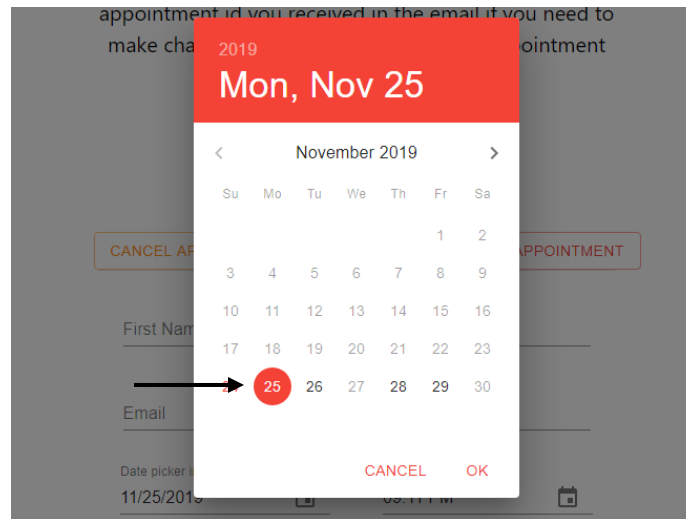 appointment id you received in the email if you need to
make cha
ointment
2019
Mon, Nov 25
November 2019
Su Mo Tu We Th Fr Sa
1 2
3 4 5 6 7 8 9
10 11 12 13 14 15 16
17 18 19 20 21 22 23
25 26 27 28 29 30
CANCEL
OK
CANCEL AP
APPOINTMENT
First Nam
Email
Date picker i
11/25/2019
PM